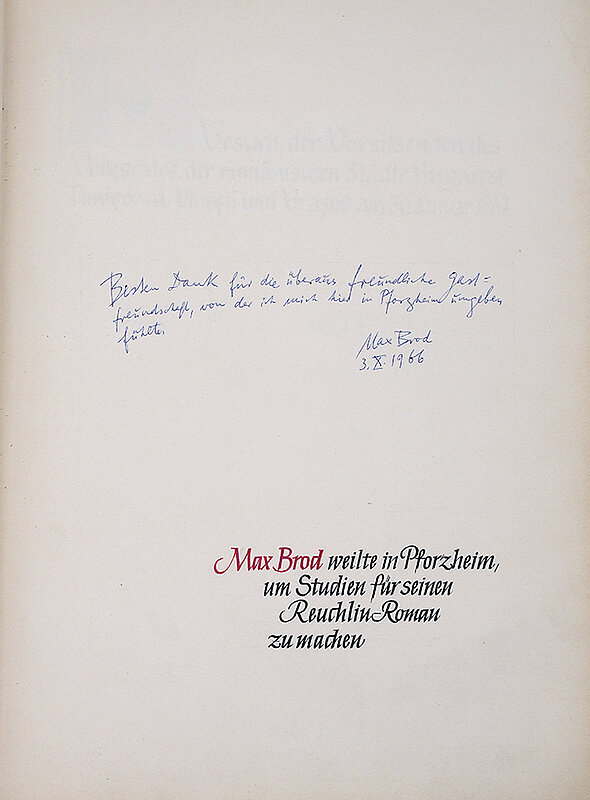 Besten Dank für die überaus freundliche Gast-
freundschaft, von der ich mich hier in Pforzheim umgeben
fühlte.
Max Brod
3. X. 1966
Max Brod weilte in Pforzheim,
um Studien für seinen
Reuchlin-Roman
zu machen